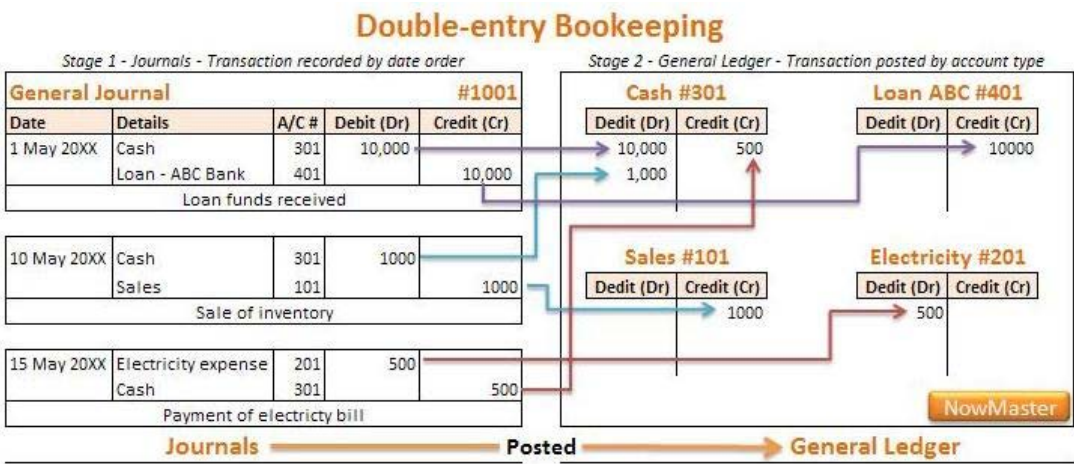 Double-entry Bookeeping
Stage 1 - Journals - Transaction recorded by date order
General Journal #1001
Date Details A/C # Debit (Dr) Credit (Cr)
1 May 20XX Cash 301 10,000
Loan - ABC Bank 401 10,000
Loan funds received
10 May 20XX Cash 301 1000
Sales 101 1000
Sale of inventory
15 May 20XX Electricity expense 201 500
Cash 301 500
Payment of electricty bill
Stage 2 - General Ledger - Transaction posted by account type
Cash #301
Dedit (Dr) Credit (Cr)
10,000 500
1,000
Loan ABC #401
Dedit (Dr) Credit (Cr)
10000
Sales #101
Dedit (Dr) Credit (Cr)
1000
Electricity #201
Dedit (Dr) Credit (Cr)
500
NowMaster
Journals Posted General Ledger